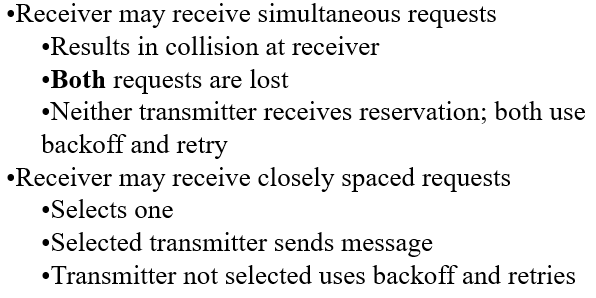 •Receiver may receive simultaneous requests
•Results in collision at receiver
•Both requests are lost
•Neither transmitter receives reservation; both use
backoff and retry
•Receiver may receive closely spaced requests
•Selects one
•Selected transmitter sends message
•Transmitter not selected uses backoff and retries